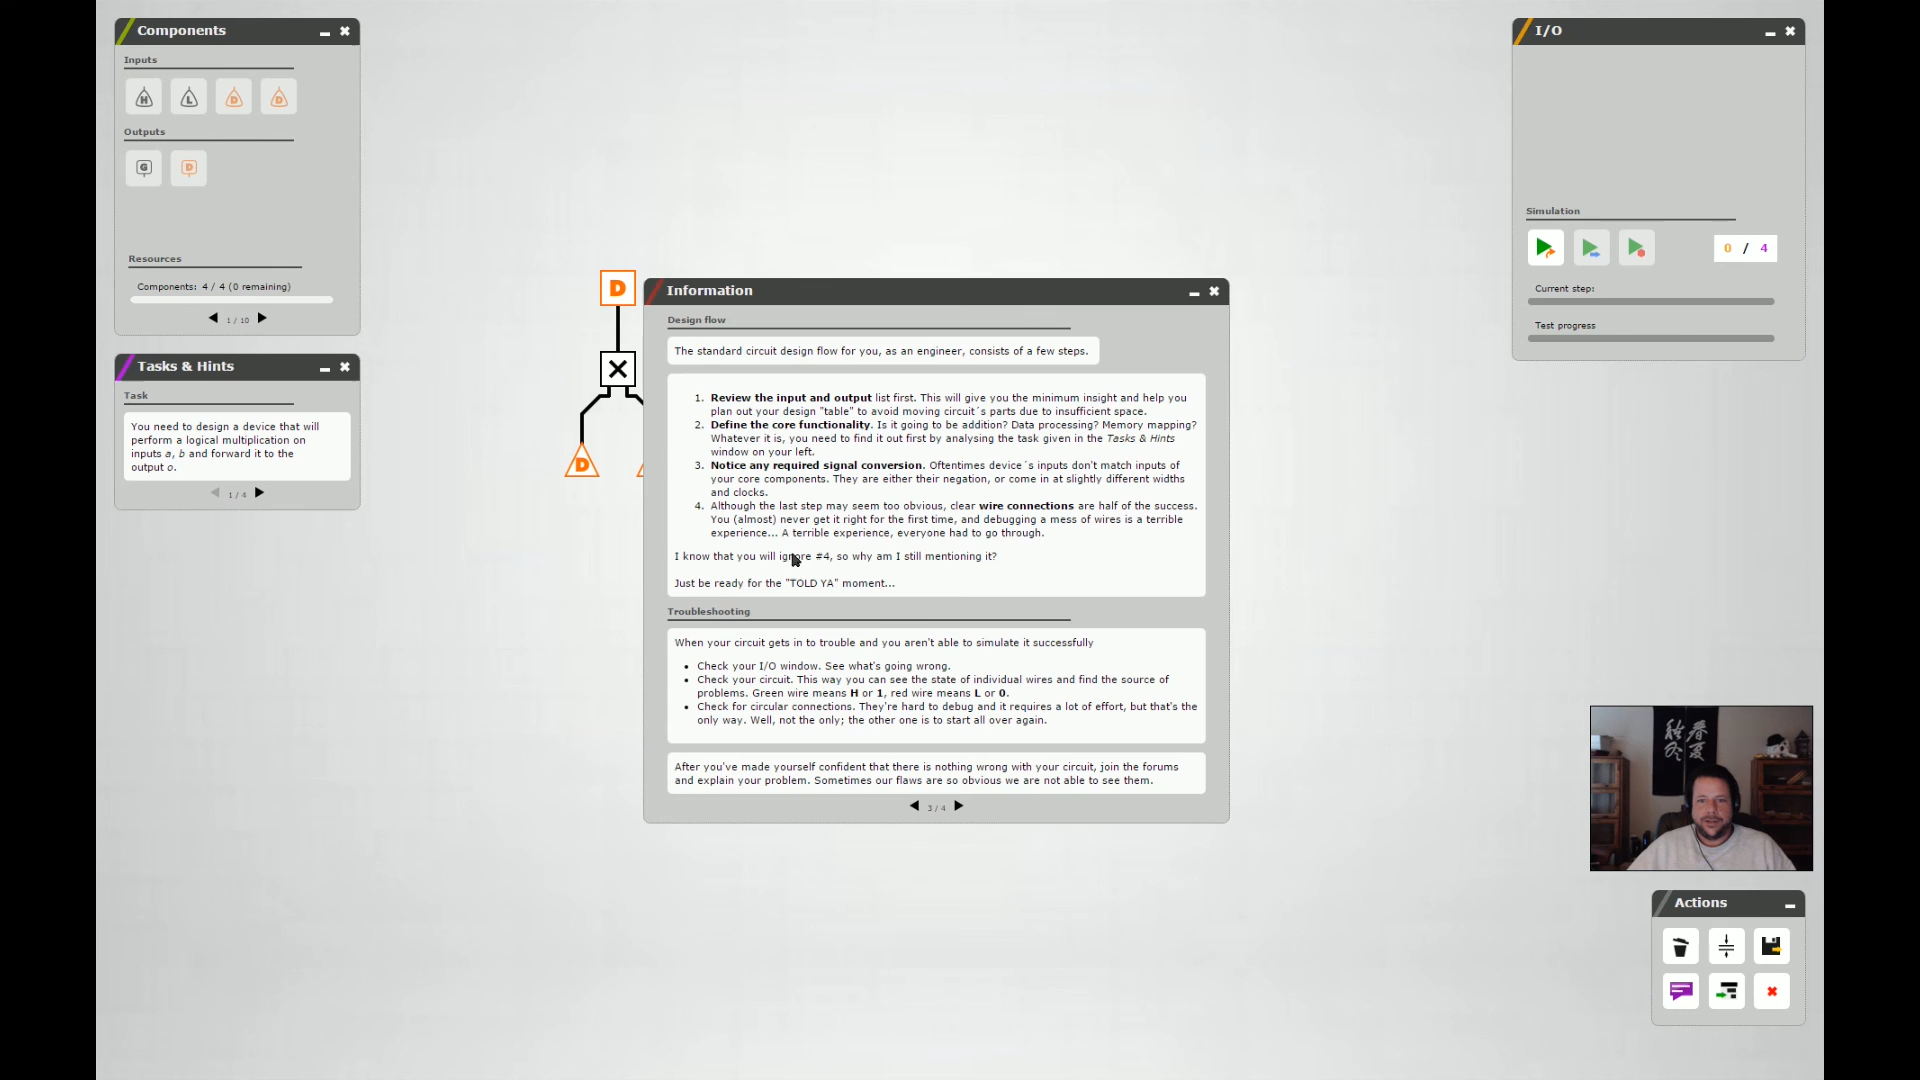 Components
Inputs
H L D D
Outputs
G D
Resources
Components: 4 / 4 (0 remaining)
1 / 10
Tasks & Hints
Task
You need to design a device that will
perform a logical multiplication on
inputs a, b and forward it to the
output o.
1 / 4
D
D
Information
Design flow
The standard circuit design flow for you, as an engineer, consists of a few steps.
1. Review the input and output list first. This will give you the minimum insight and help you
plan out your design "table" to avoid moving circuit´s parts due to insufficient space.
2. Define the core functionality. Is it going to be addition? Data processing? Memory mapping?
Whatever it is, you need to find it out first by analysing the task given in the Tasks & Hints
window on your left.
3. Notice any required signal conversion. Oftentimes device´s inputs don't match inputs of
your core components. They are either their negation, or come in at slightly different widths
and clocks.
4. Although the last step may seem too obvious, clear wire connections are half of the success.
You (almost) never get it right for the first time, and debugging a mess of wires is a terrible
experience... A terrible experience, everyone had to go through.
I know that you will ignore #4, so why am I still mentioning it?
Just be ready for the "TOLD YA" moment...
Troubleshooting
When your circuit gets in to trouble and you aren't able to simulate it successfully
• Check your I/O window. See what's going wrong.
• Check your circuit. This way you can see the state of individual wires and find the source of
problems. Green wire means H or 1, red wire means L or 0.
• Check for circular connections. They're hard to debug and it requires a lot of effort, but that's the
only way. Well, not the only; the other one is to start all over again.
After you've made yourself confident that there is nothing wrong with your circuit, join the forums
and explain your problem. Sometimes our flaws are so obvious we are not able to see them.
3 / 4
I/O
Simulation
0 / 4
Current step:
Test progress
春夏
秋冬
Actions